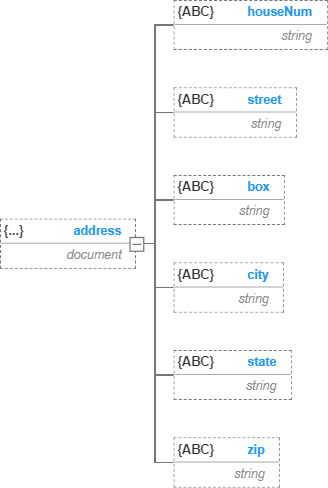 {ABC} houseNum
string
{ABC} street
string
{ABC} box
string
{...} address
document
{ABC} city
string
{ABC} state
string
{ABC} zip
string